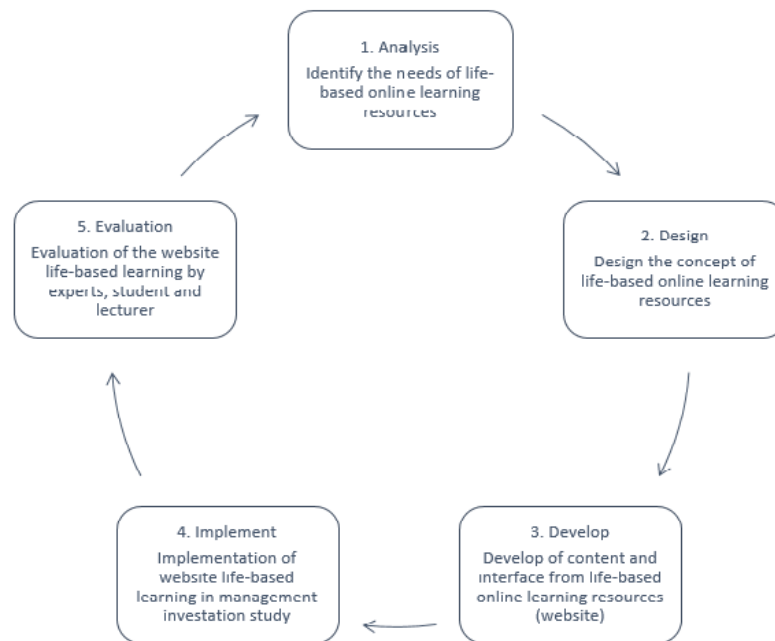 1. Analysis
Identify the needs of life-
based online learning
resources
2. Design
Design the concept of
life-based online learning
resources
3. Develop
Develop of content and
interface from life-based
online learning resources
(website)
4. Implement
Implementation of
website life-based
learning in management
investation study
5. Evaluation
Evaluation of the website
life-based learning by
experts, student and
lecturer